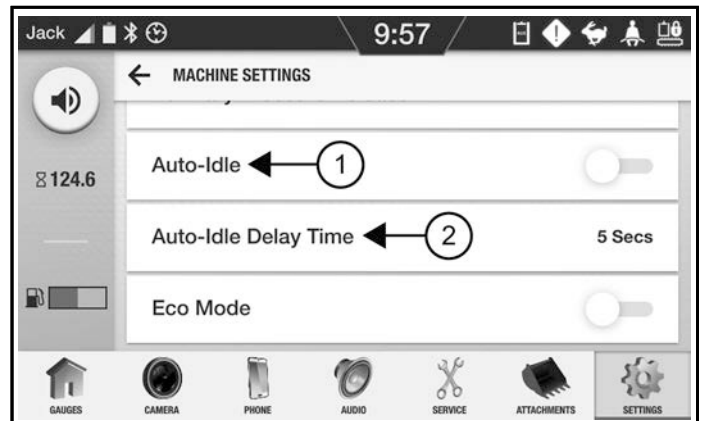 Jack 9:57
MACHINE SETTINGS
Auto-Idle 1
124.6
Auto-Idle Delay Time 2 5 Secs
Eco Mode
GAUGES CAMERA PHONE AUDIO SERVICE ATTACHMENTS SETTINGS